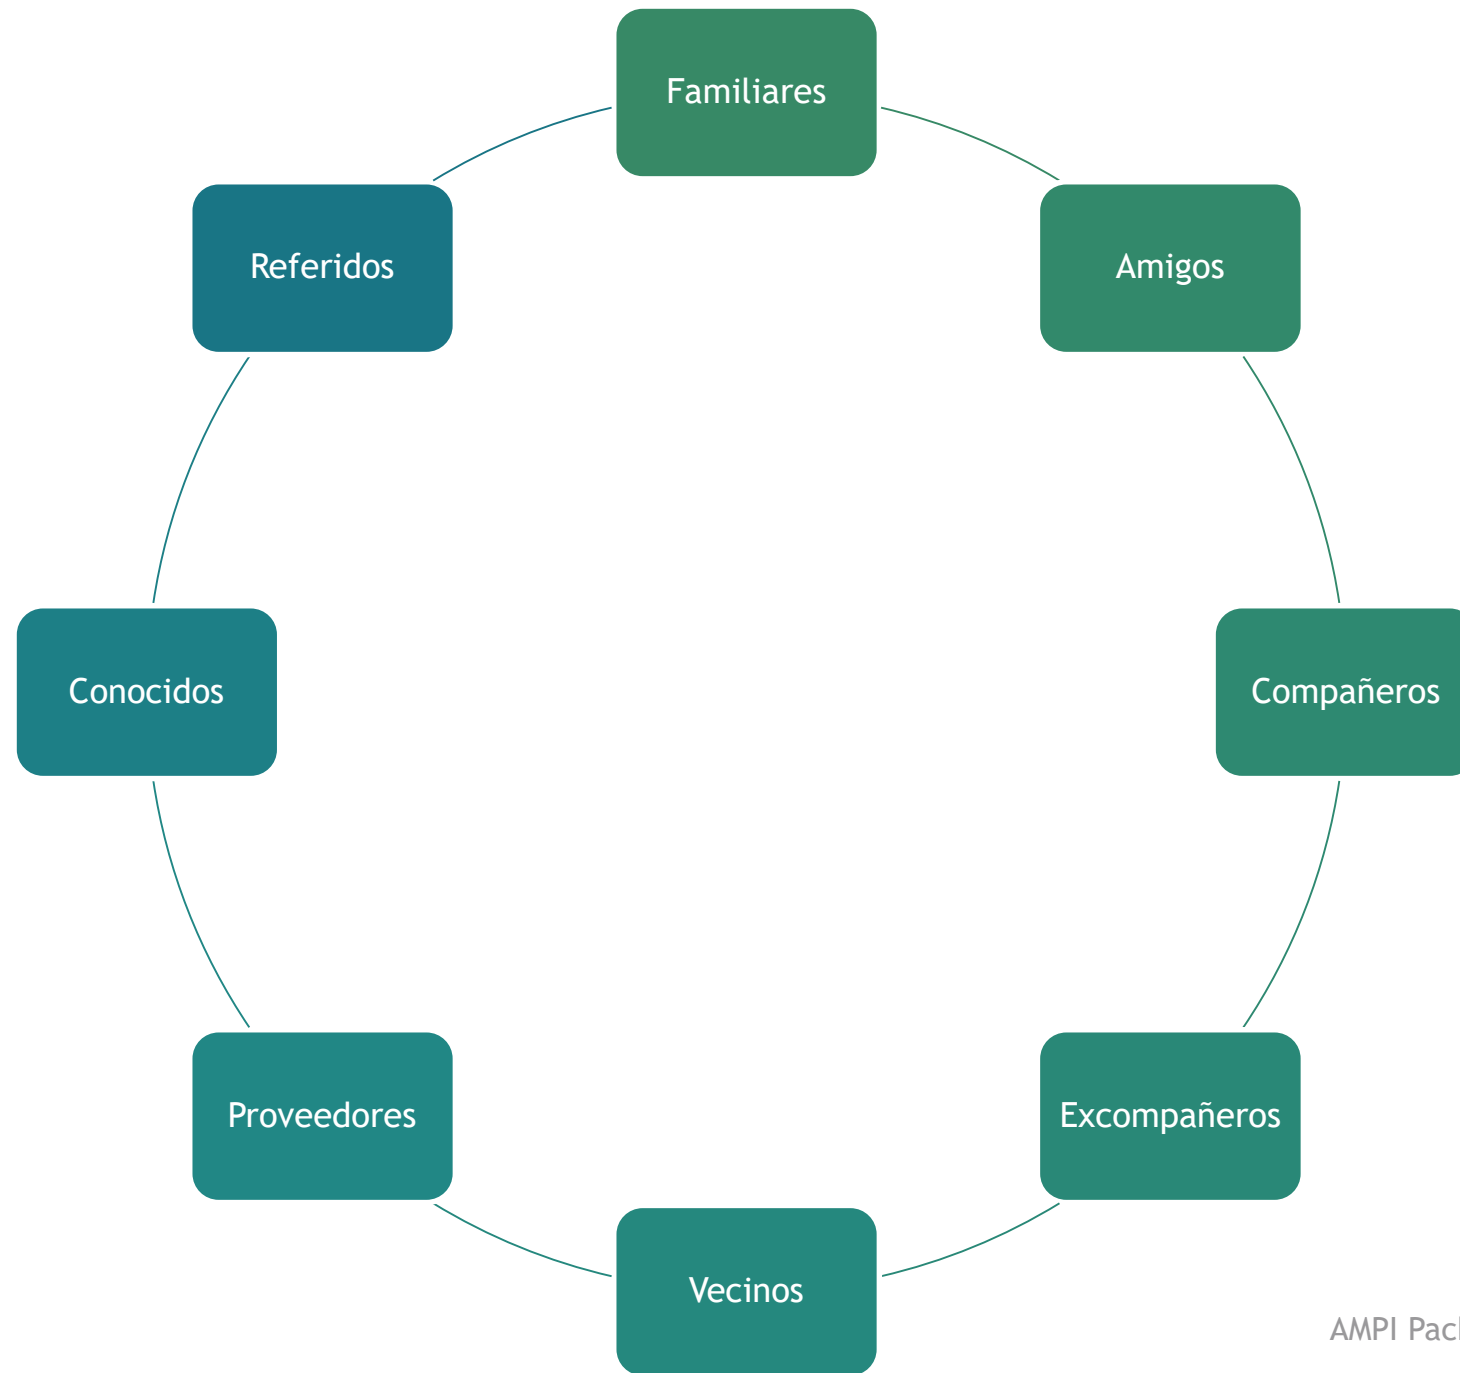 Familiares
Amigos
Compañeros
Excompañeros
Vecinos
Proveedores
Conocidos
Referidos
AMPI